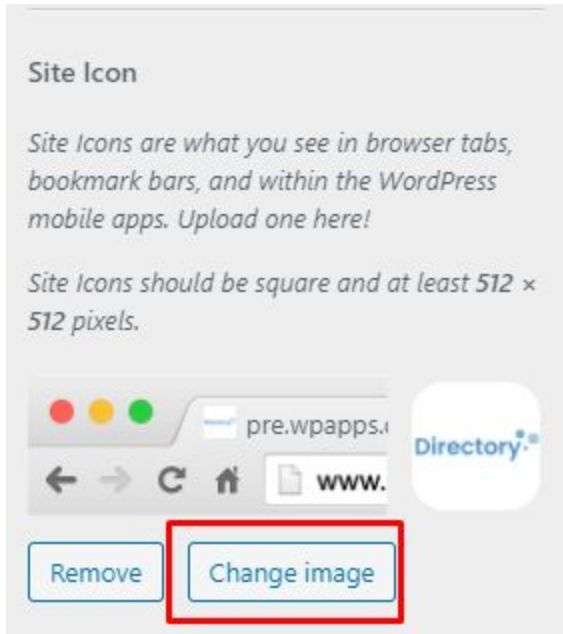 Site Icon
Site Icons are what you see in browser tabs,
bookmark bars, and within the WordPress
mobile apps. Upload one here!
Site Icons should be square and at least 512 ×
512 pixels.
pre.wpapps.
Directory
www.
Remove
Change image